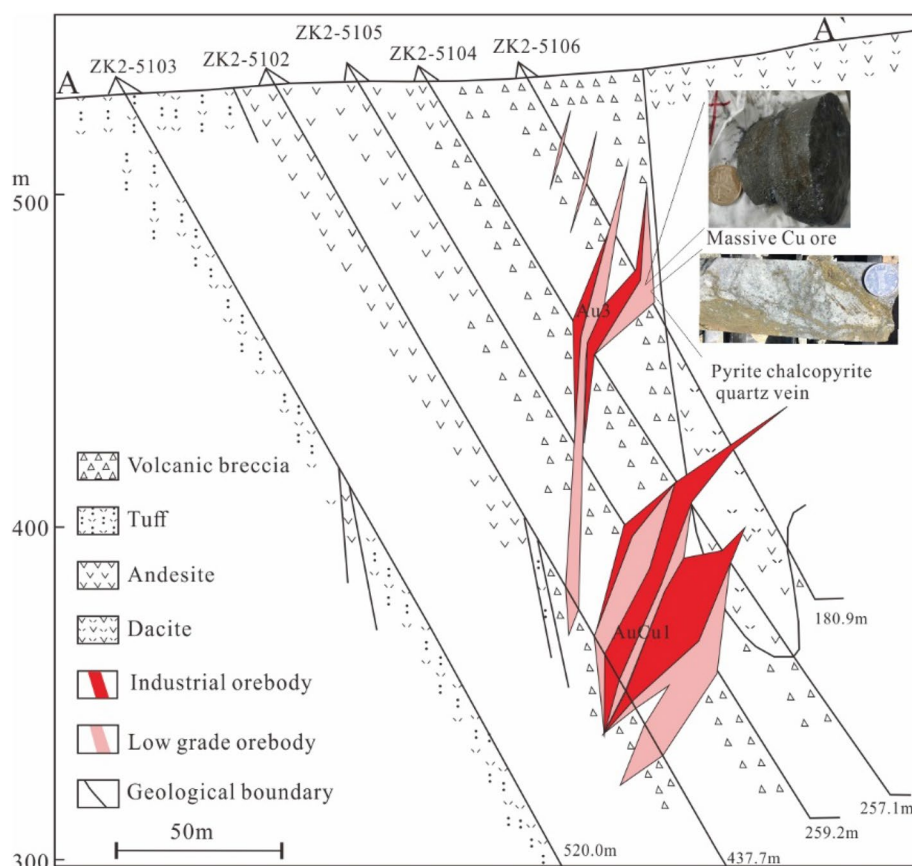 A
A`
ZK2-5103
ZK2-5102
ZK2-5105
ZK2-5104
ZK2-5106
m
500
400
300
Massive Cu ore
Pyrite chalcopyrite
quartz vein
Au3
AuCu1
Volcanic breccia
Tuff
Andesite
Dacite
Industrial orebody
Low grade orebody
Geological boundary
50m
180.9m
257.1m
259.2m
437.7m
520.0m